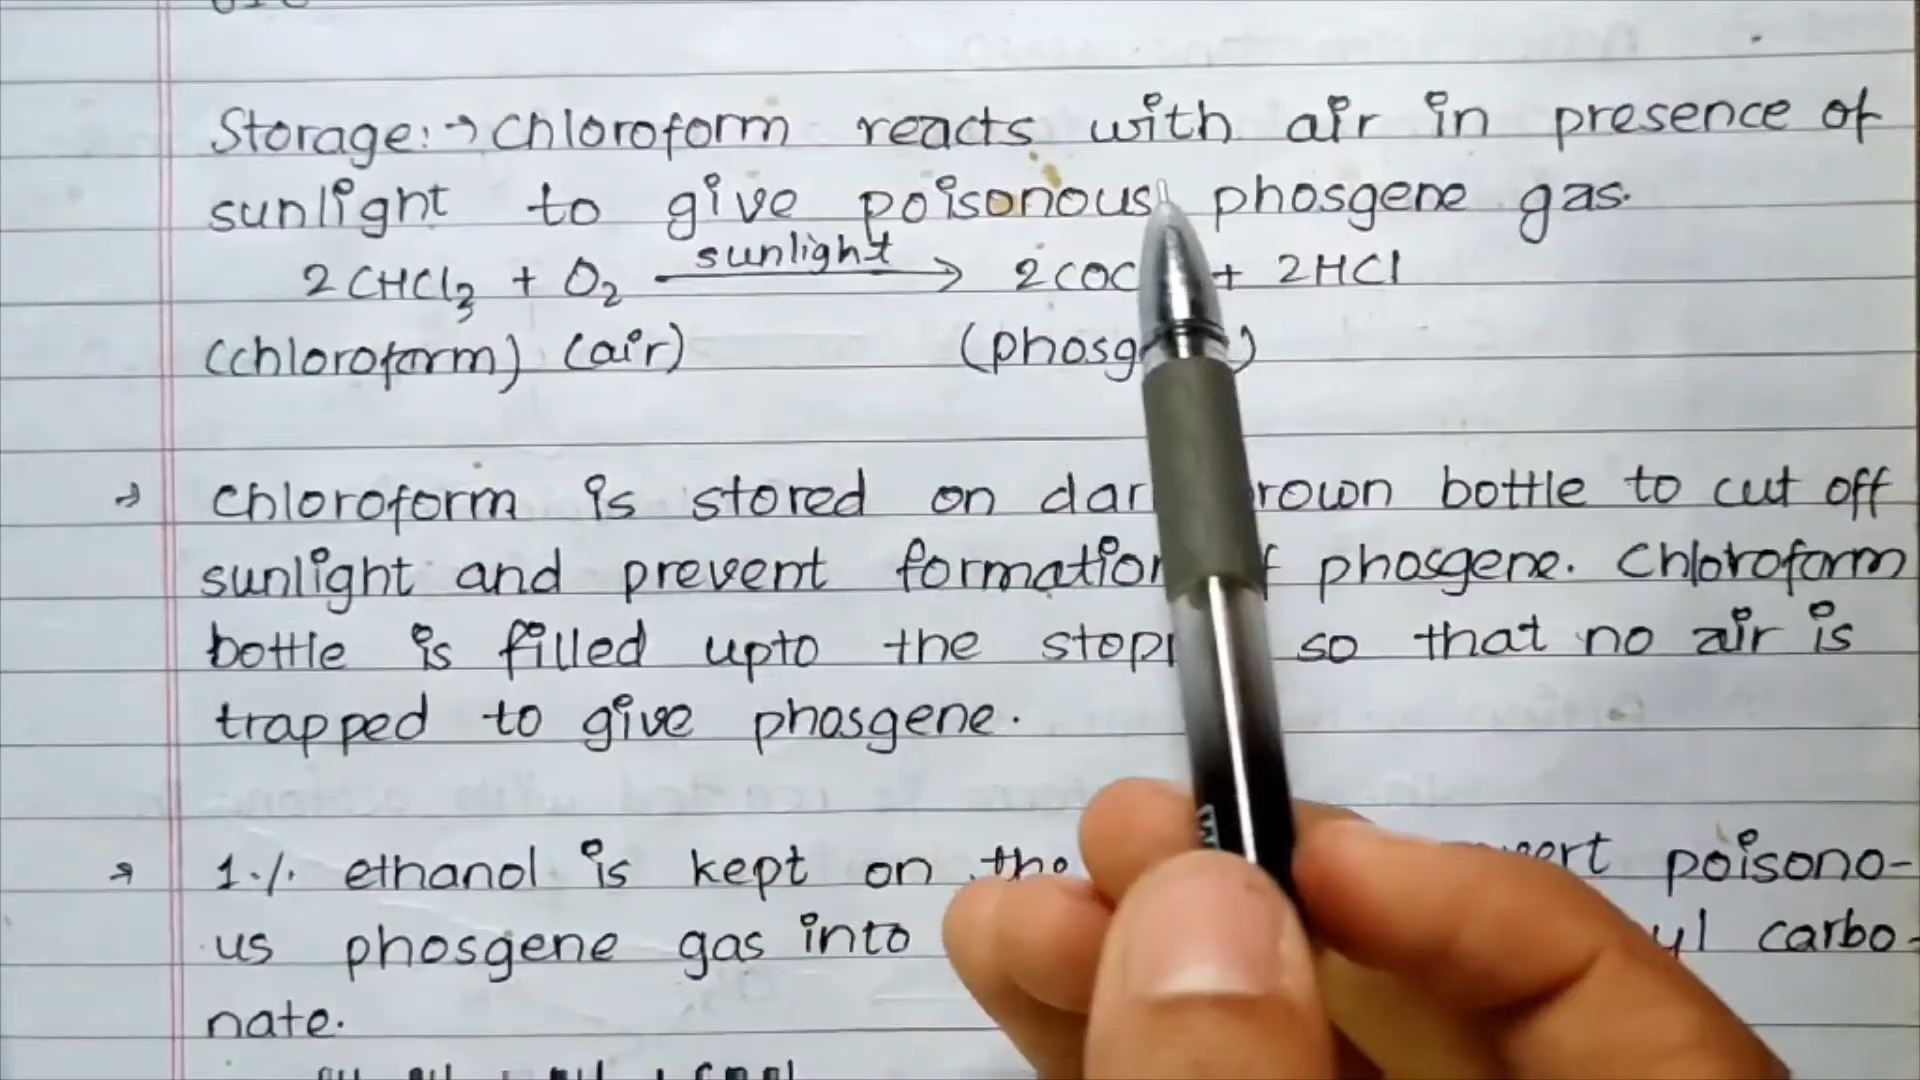 Storage:→ Chloroform reacts with air in presence of
sunlight to give poisonous phosgene gas.
sunlight
2CHCl3 + O2 → 2COC + 2HCl
(chloroform) (air) (phosg )
→ Chloroform is stored on dar rown bottle to cut off
sunlight and prevent formation f phosgene. Chloroform
bottle is filled upto the stopp so that no air is
trapped to give phosgene.
→ 1./. ethanol is kept on the poisono-
us phosgene gas into yl carbo-
nate.